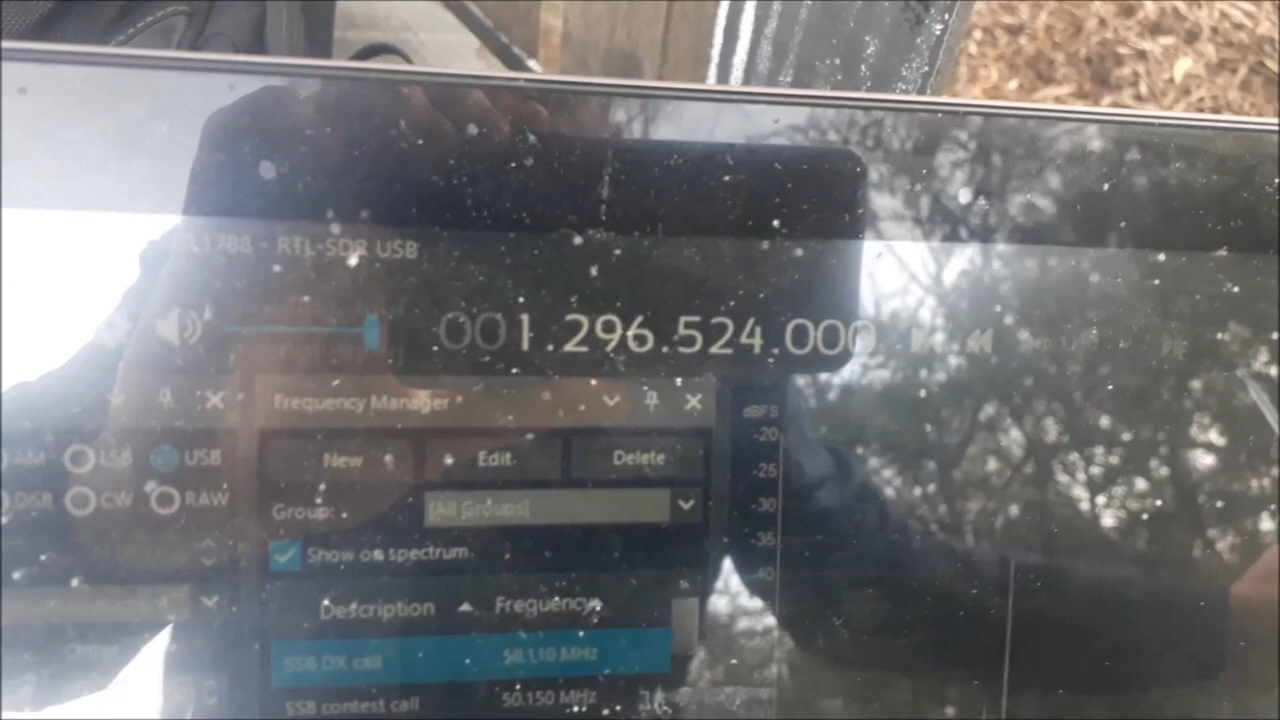 .1788 - RTL-SDR USB
001.296.524.000
Frequency Manager
AM LSB USB
New Edit Delete
DSB CW RAW
Group: [All Groups]
Show on spectrum
Description Frequency
SSB DX call 50.110 MHz
SSB contest call 50.150 MHz
dBFS
-20
-25
-30
-35
-40